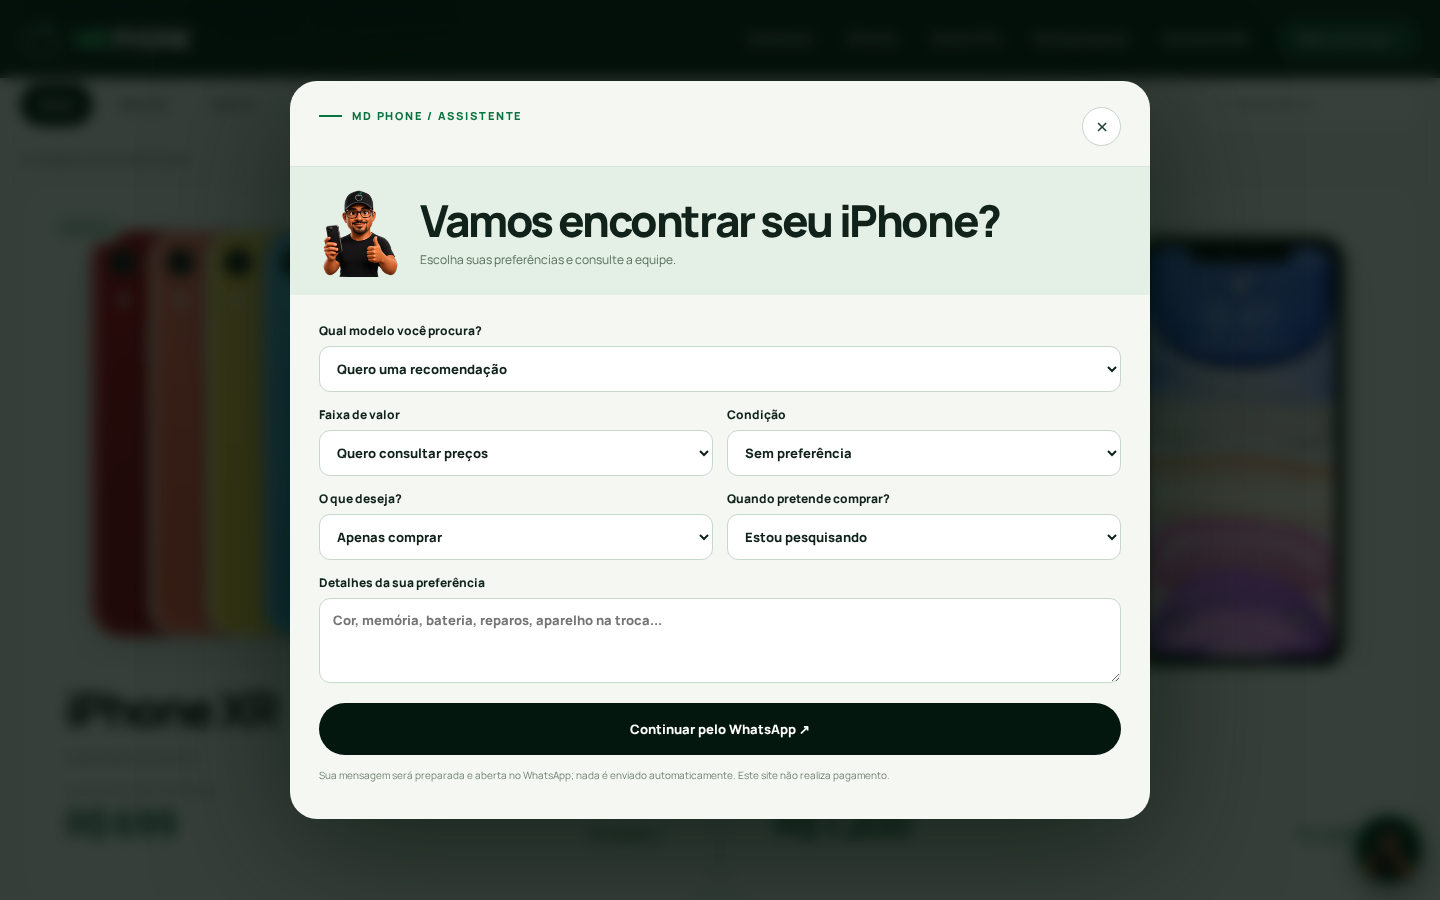 MD PHONE / ASSISTENTE
Vamos encontrar seu iPhone?
Escolha suas preferências e consulte a equipe.
Qual modelo você procura?
Quero uma recomendação
Faixa de valor
Condição
Quero consultar preços
Sem preferência
O que deseja?
Quando pretende comprar?
Apenas comprar
Estou pesquisando
Detalhes da sua preferência
Cor, memória, bateria, reparos, aparelho na troca...
Continuar pelo WhatsApp ↗
Sua mensagem será preparada e aberta no WhatsApp; nada é enviado automaticamente. Este site não realiza pagamento.
iPhone XR